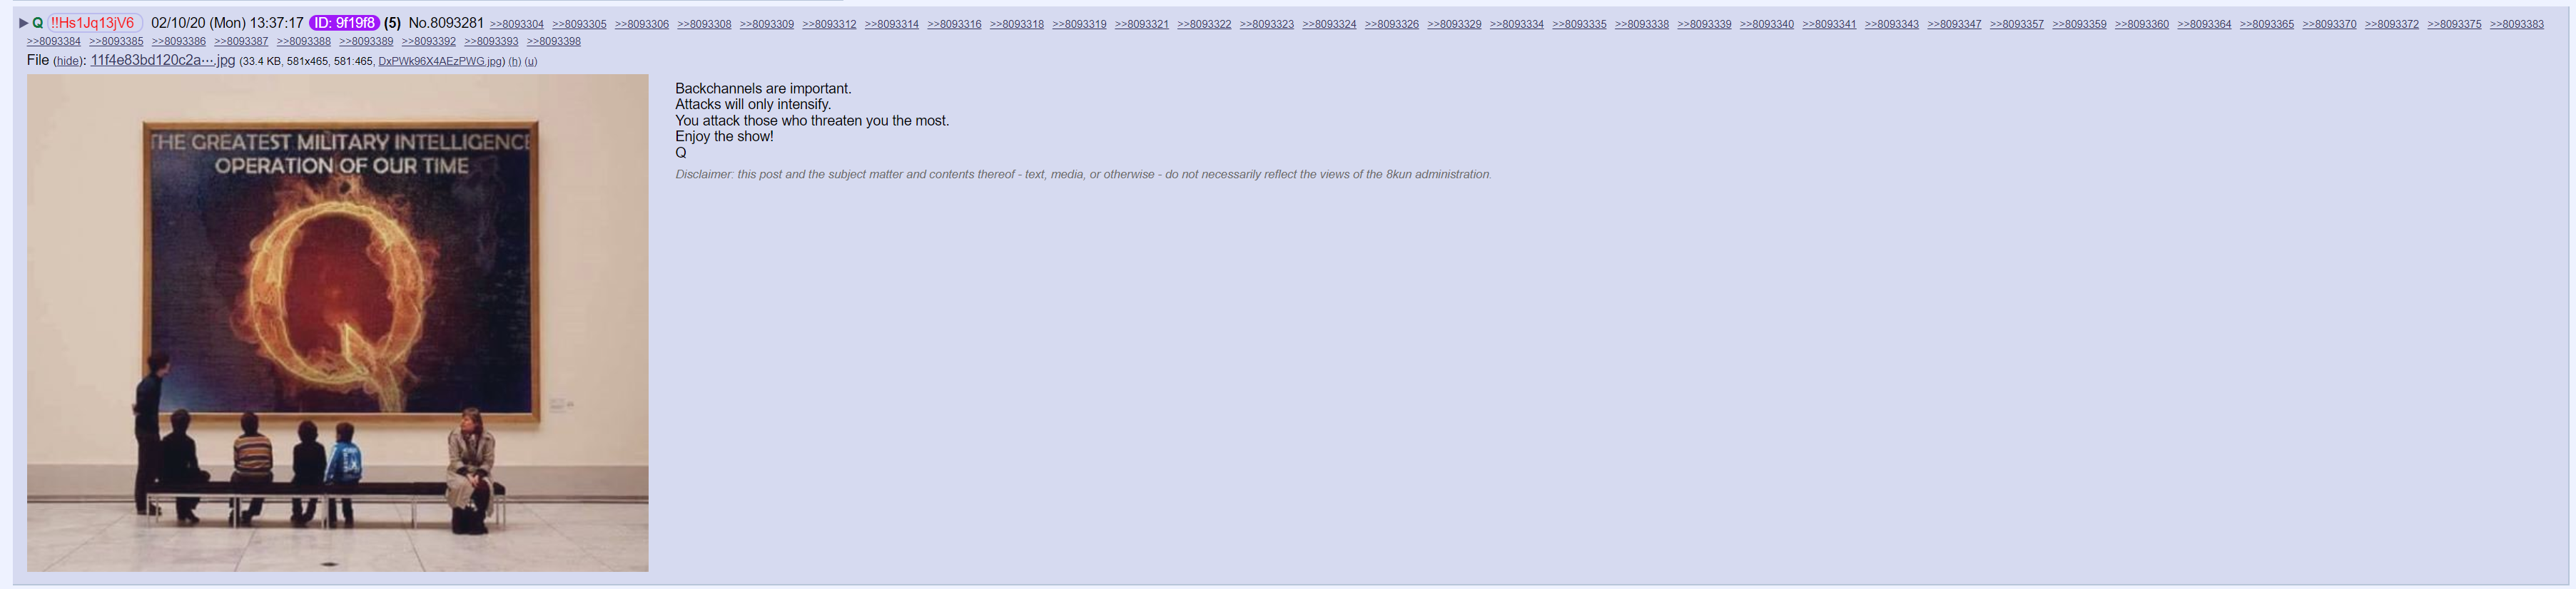 ▶ Q !!Hs1Jq13jV6 02/10/20 (Mon) 13:37:17 ID: 9f19f8 (5) No.8093281 >>8093304 >>8093305 >>8093306 >>8093308 >>8093309 >>8093312 >>8093314 >>8093316 >>8093318 >>8093319 >>8093321 >>8093322 >>8093323 >>8093324 >>8093326 >>8093329 >>8093334 >>8093335 >>8093338 >>8093339 >>8093340 >>8093341 >>8093343 >>8093347 >>8093357 >>8093359 >>8093360 >>8093364 >>8093365 >>8093370 >>8093372 >>8093375 >>8093383
>>8093384 >>8093385 >>8093386 >>8093387 >>8093388 >>8093389 >>8093392 >>8093393 >>8093398
File (hide): 11f4e83bd120c2a⋯.jpg (33.4 KB, 581x465, 581:465, DxPWk96X4AEzPWG.jpg) (h) (u)
THE GREATEST MILITARY INTELLIGENCE
OPERATION OF OUR TIME
Q
Backchannels are important.
Attacks will only intensify.
You attack those who threaten you the most.
Enjoy the show!
Q
Disclaimer: this post and the subject matter and contents thereof - text, media, or otherwise - do not necessarily reflect the views of the 8kun administration.